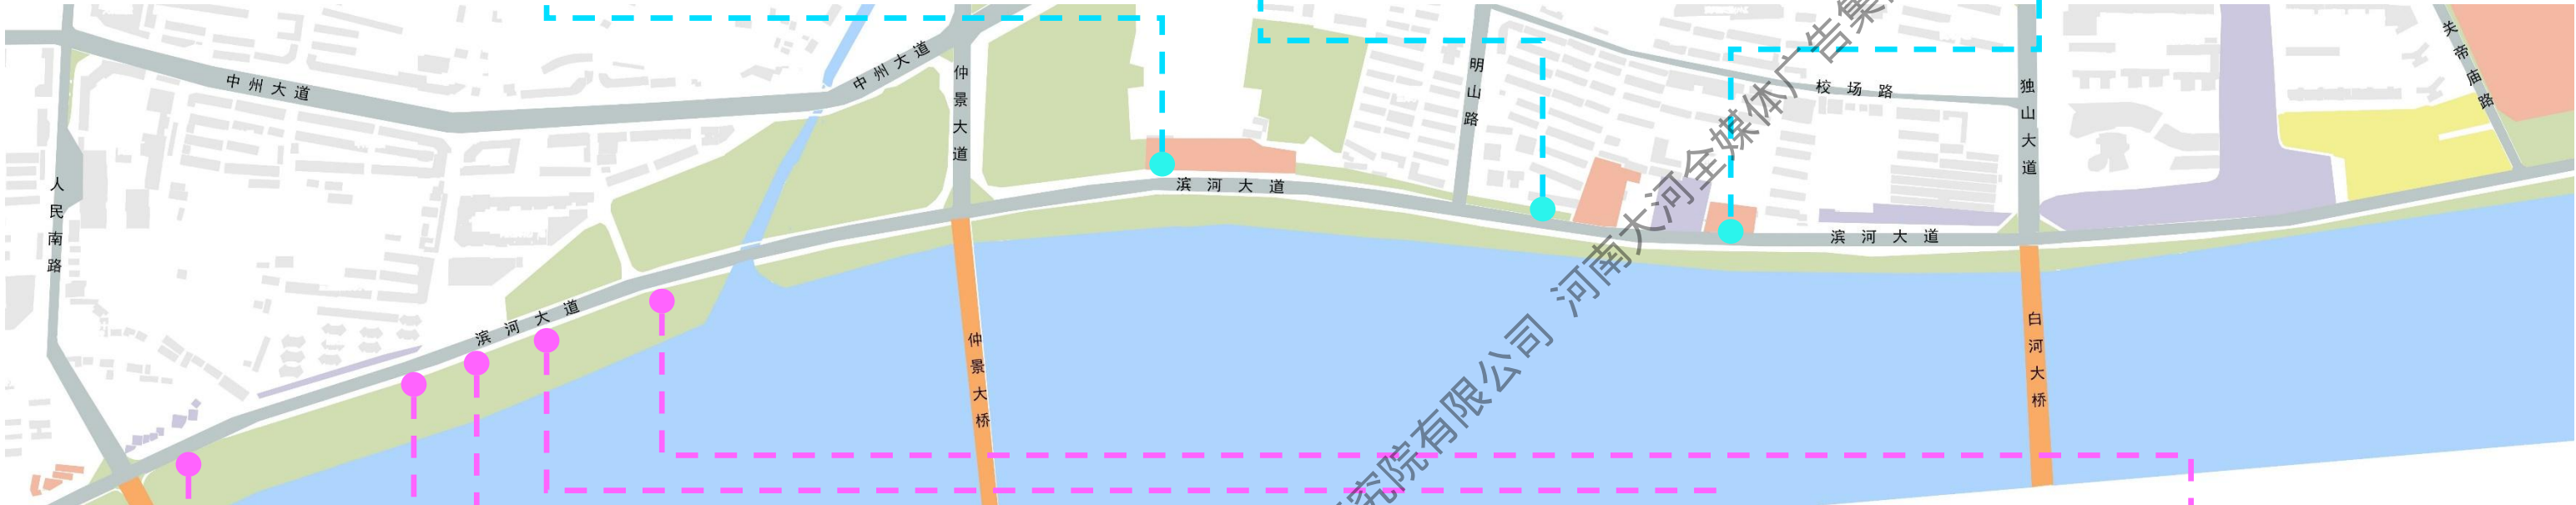 中州大道
中州大道
仲景大道
明山路
校场路
独山大道
关帝庙路
人民南路
滨河大道
滨河大道
滨河大道
仲景大桥
白河大桥
究院有限公司 河南大河全媒体广告集